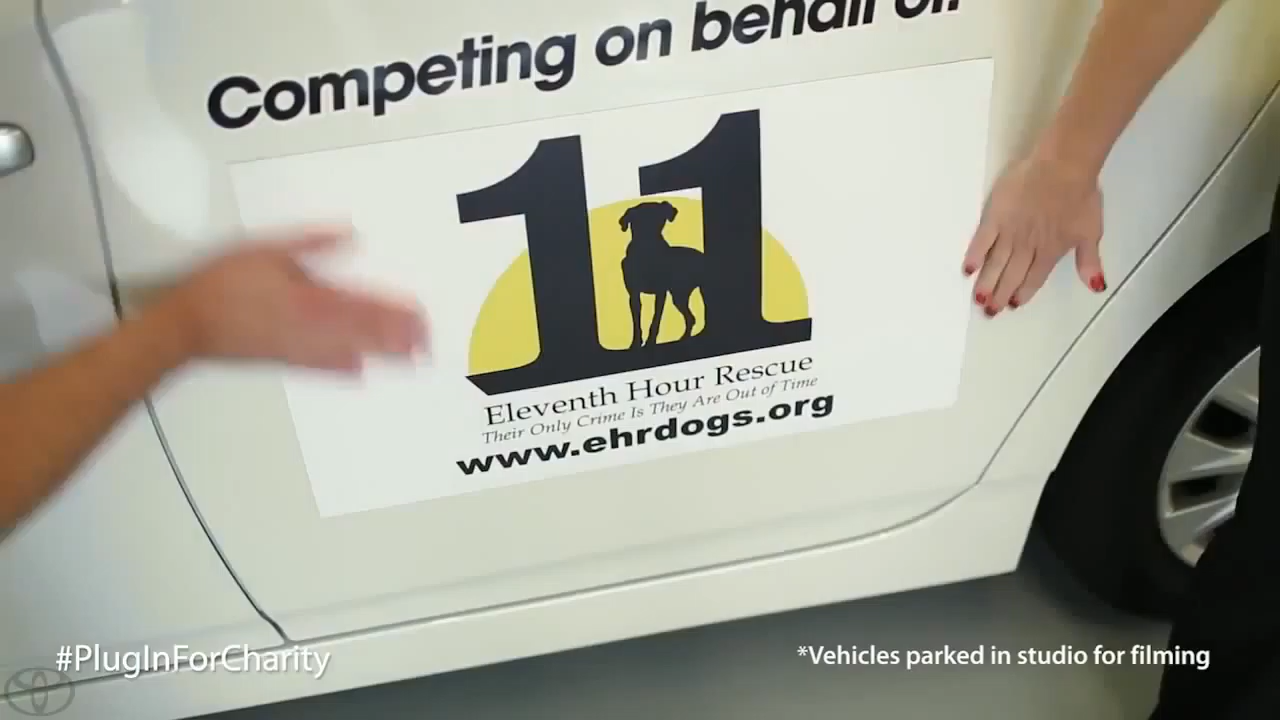 Competing on behalf of:
11
Eleventh Hour Rescue
Their Only Crime Is They Are Out of Time
www.ehrdogs.org
#PlugInForCharity
*Vehicles parked in studio for filming